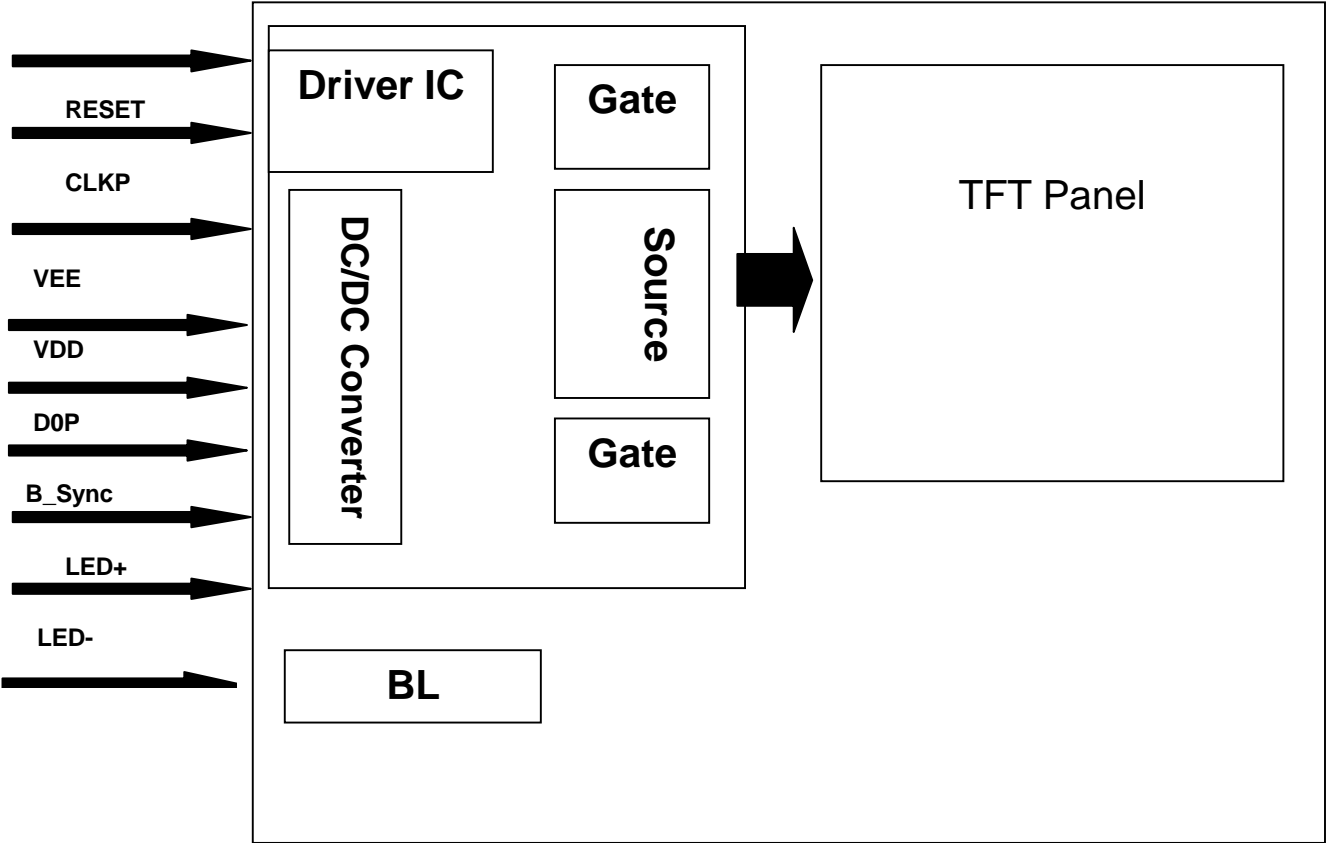 RESET
CLKP
VEE
VDD
D0P
B_Sync
LED+
LED-
Driver IC
DC/DC Converter
Gate
Source
Gate
BL
TFT Panel